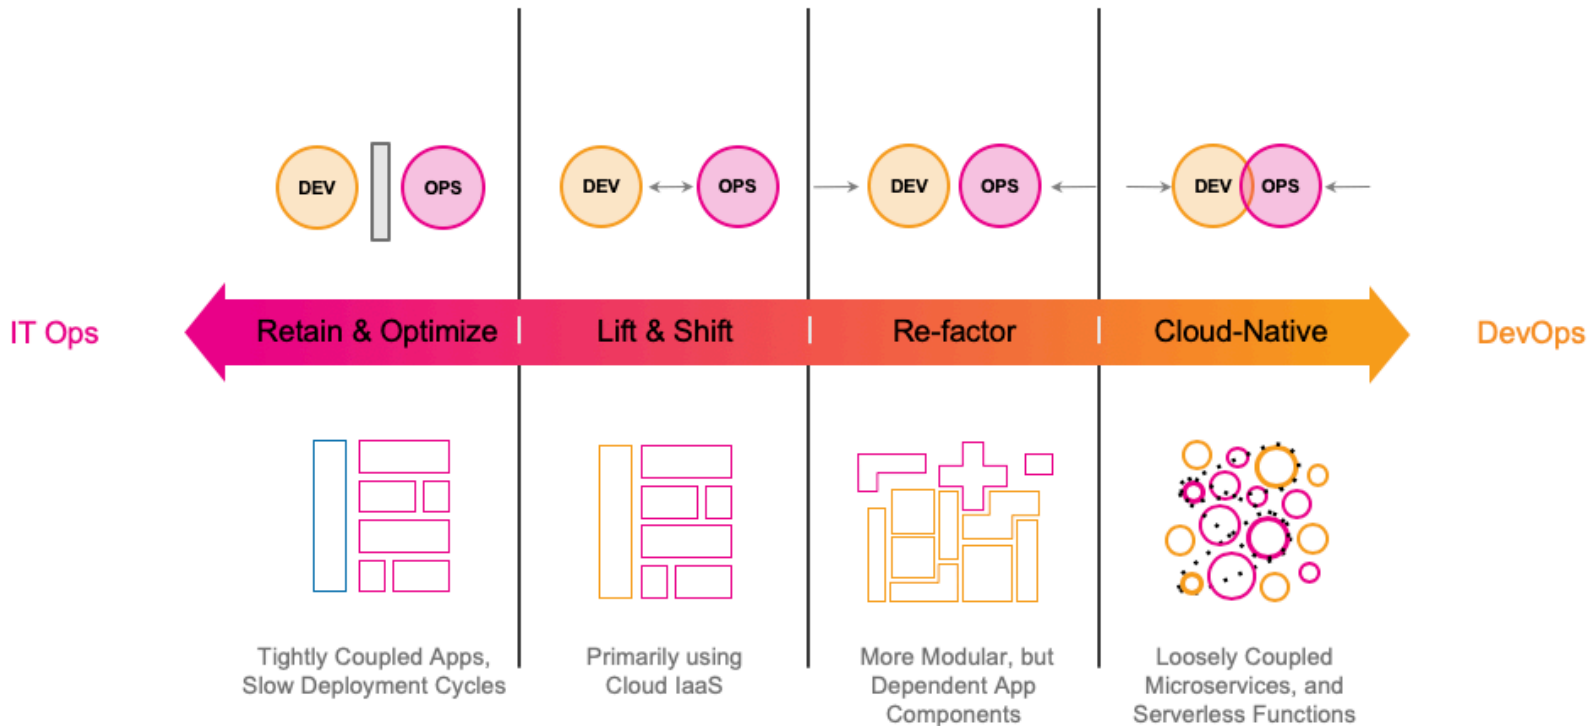 DEV
OPS
DEV
OPS
DEV
OPS
DEV
OPS
IT Ops
Retain & Optimize
Lift & Shift
Re-factor
Cloud-Native
DevOps
Tightly Coupled Apps,
Slow Deployment Cycles
Primarily using
Cloud IaaS
More Modular, but
Dependent App
Components
Loosely Coupled
Microservices, and
Serverless Functions